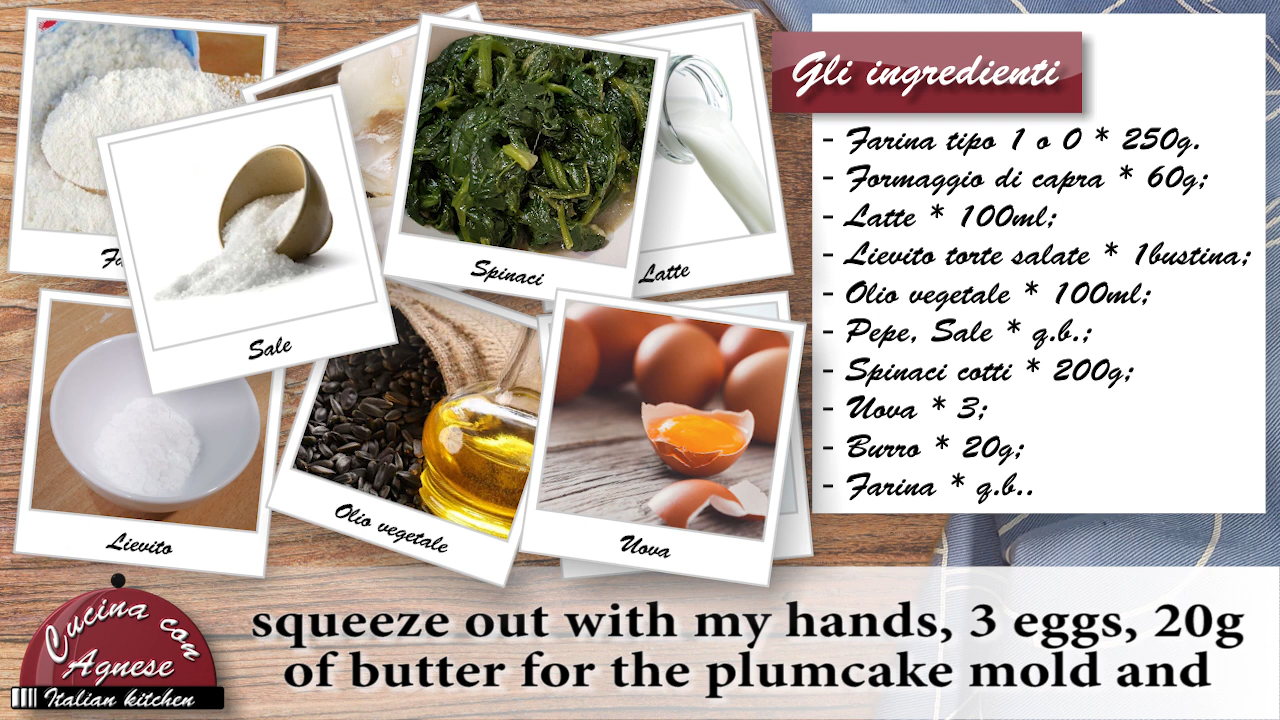 Gli ingredienti
- Farina tipo 1 o 0 * 250g.
- Formaggio di capra * 60g;
- Latte * 100ml;
- Lievito torte salate * 1bustina;
- Olio vegetale * 100ml;
- Pepe, Sale * q.b.;
- Spinaci cotti * 200g;
- Uova * 3;
- Burro * 20g;
- Farina * q.b..
Spinaci
Latte
Sale
Lievito
Olio vegetale
Uova
squeeze out with my hands, 3 eggs, 20g
of butter for the plumcake mold and
Cucina con
Agnese
Italian kitchen